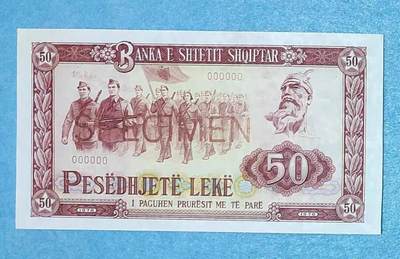 50 BANKA E SHTETIT SHQIPTAR 50
000000
SPECIMEN
000000
50
PESËDHJETË LEKË
I PAGUHEN PRURËSIT ME TË PARË
50 1976 1976 50